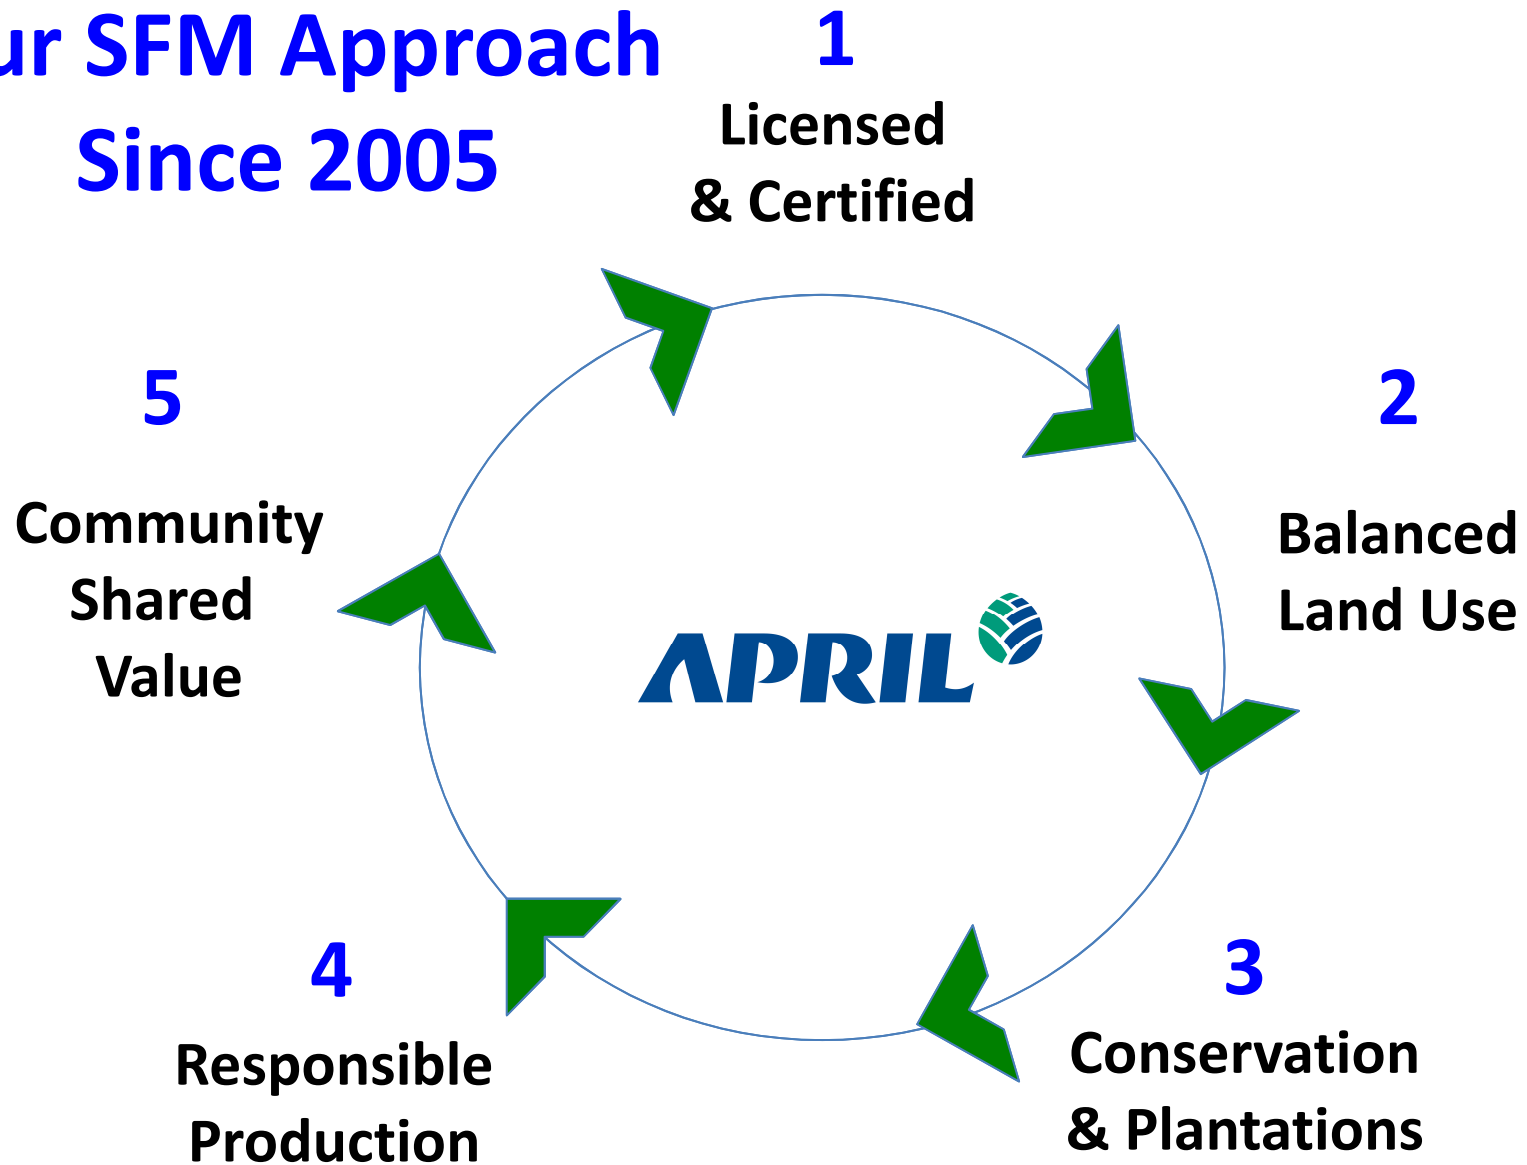 ur SFM Approach
Since 2005
1
Licensed
& Certified
2
Balanced
Land Use
3
Conservation
& Plantations
4
Responsible
Production
5
Community
Shared
Value
APRIL